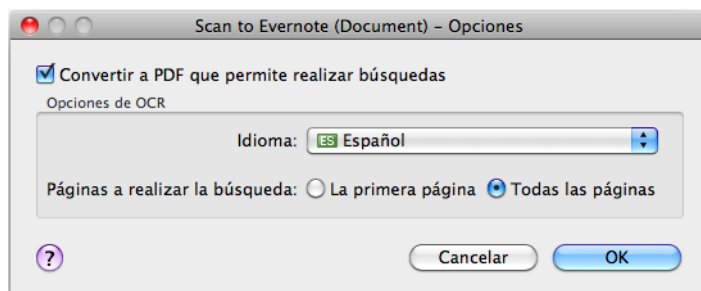 Scan to Evernote (Document) – Opciones
Convertir a PDF que permite realizar búsquedas
Opciones de OCR
Idioma: ES Español
Páginas a realizar la búsqueda: La primera página Todas las páginas
? Cancelar OK